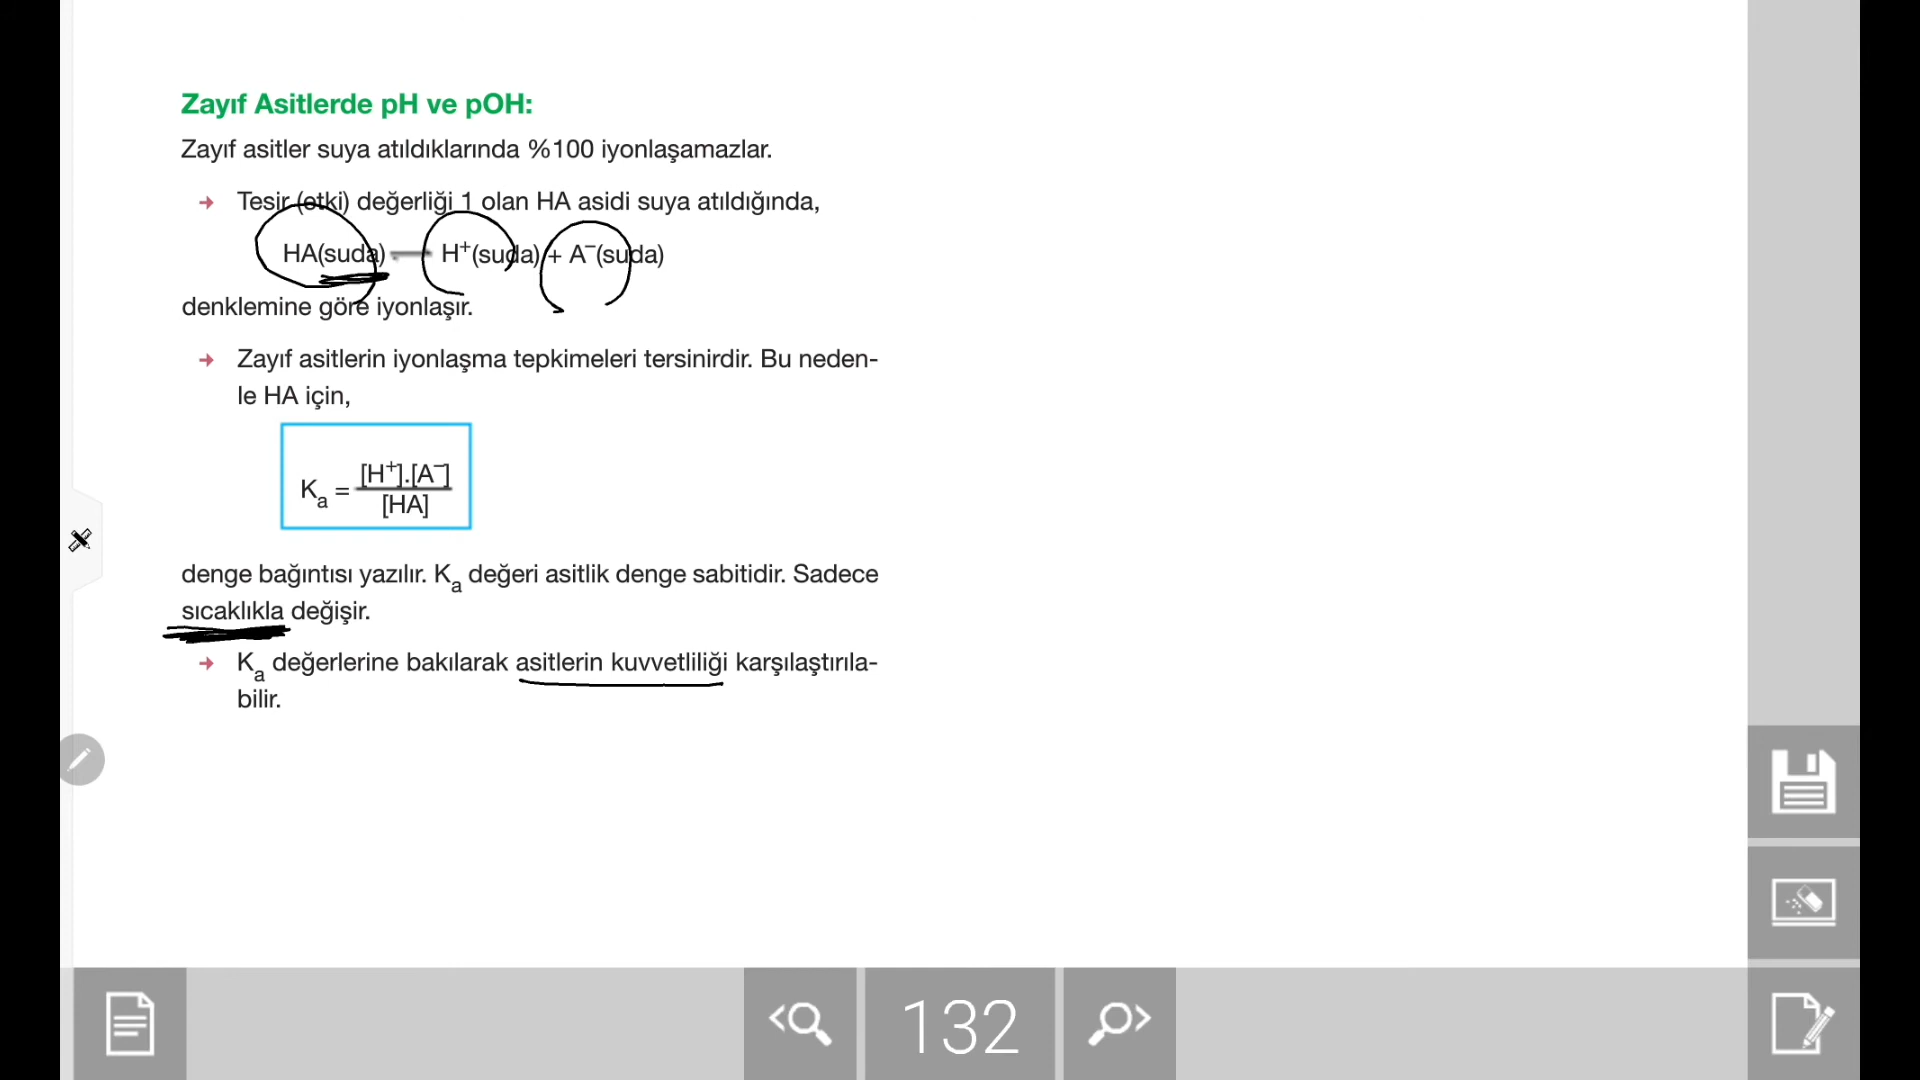 Zayıf Asitlerde pH ve pOH:
Zayıf asitler suya atıldıklarında %100 iyonlaşamazlar.
→ Tesir (etki) değerliği 1 olan HA asidi suya atıldığında,
HA(suda) — H⁺(suda) + A⁻(suda)
denklemine göre iyonlaşır.
→ Zayıf asitlerin iyonlaşma tepkimeleri tersinirdir. Bu neden-
le HA için,
Kₐ = [H⁺].[A⁻]
[HA]
denge bağıntısı yazılır. Kₐ değeri asitlik denge sabitidir. Sadece
sıcaklıkla değişir.
→ Kₐ değerlerine bakılarak asitlerin kuvvetliliği karşılaştırıla-
bilir.
132